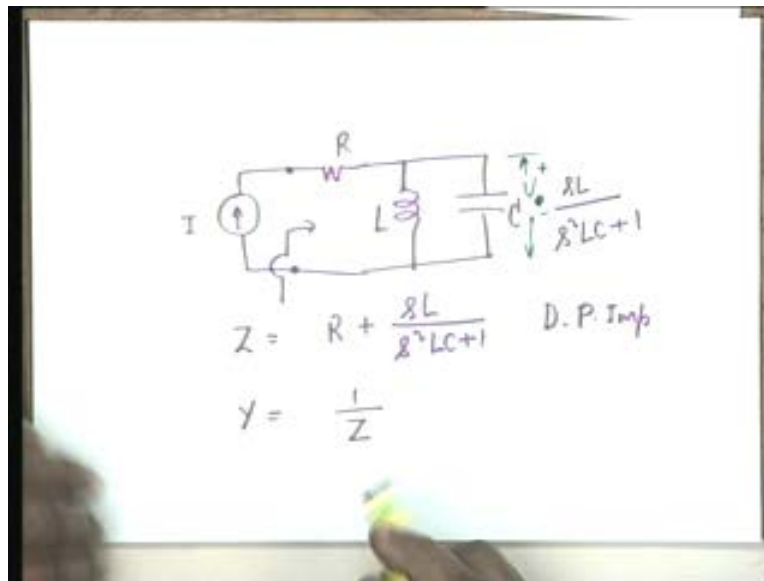 R
I
L
C
+
V
-
sL
s²LC+1
Z = R + sL / s²LC+1 D.P. Imp
Y = 1 / Z